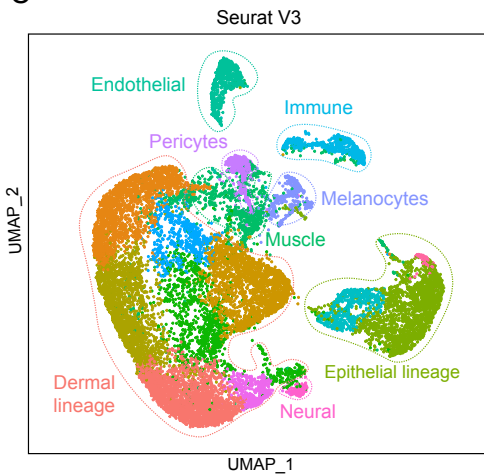 Seurat V3
Endothelial
Immune
Pericytes
Melanocytes
UMAP_2
Muscle
Epithelial lineage
Dermal
lineage
Neural
UMAP_1